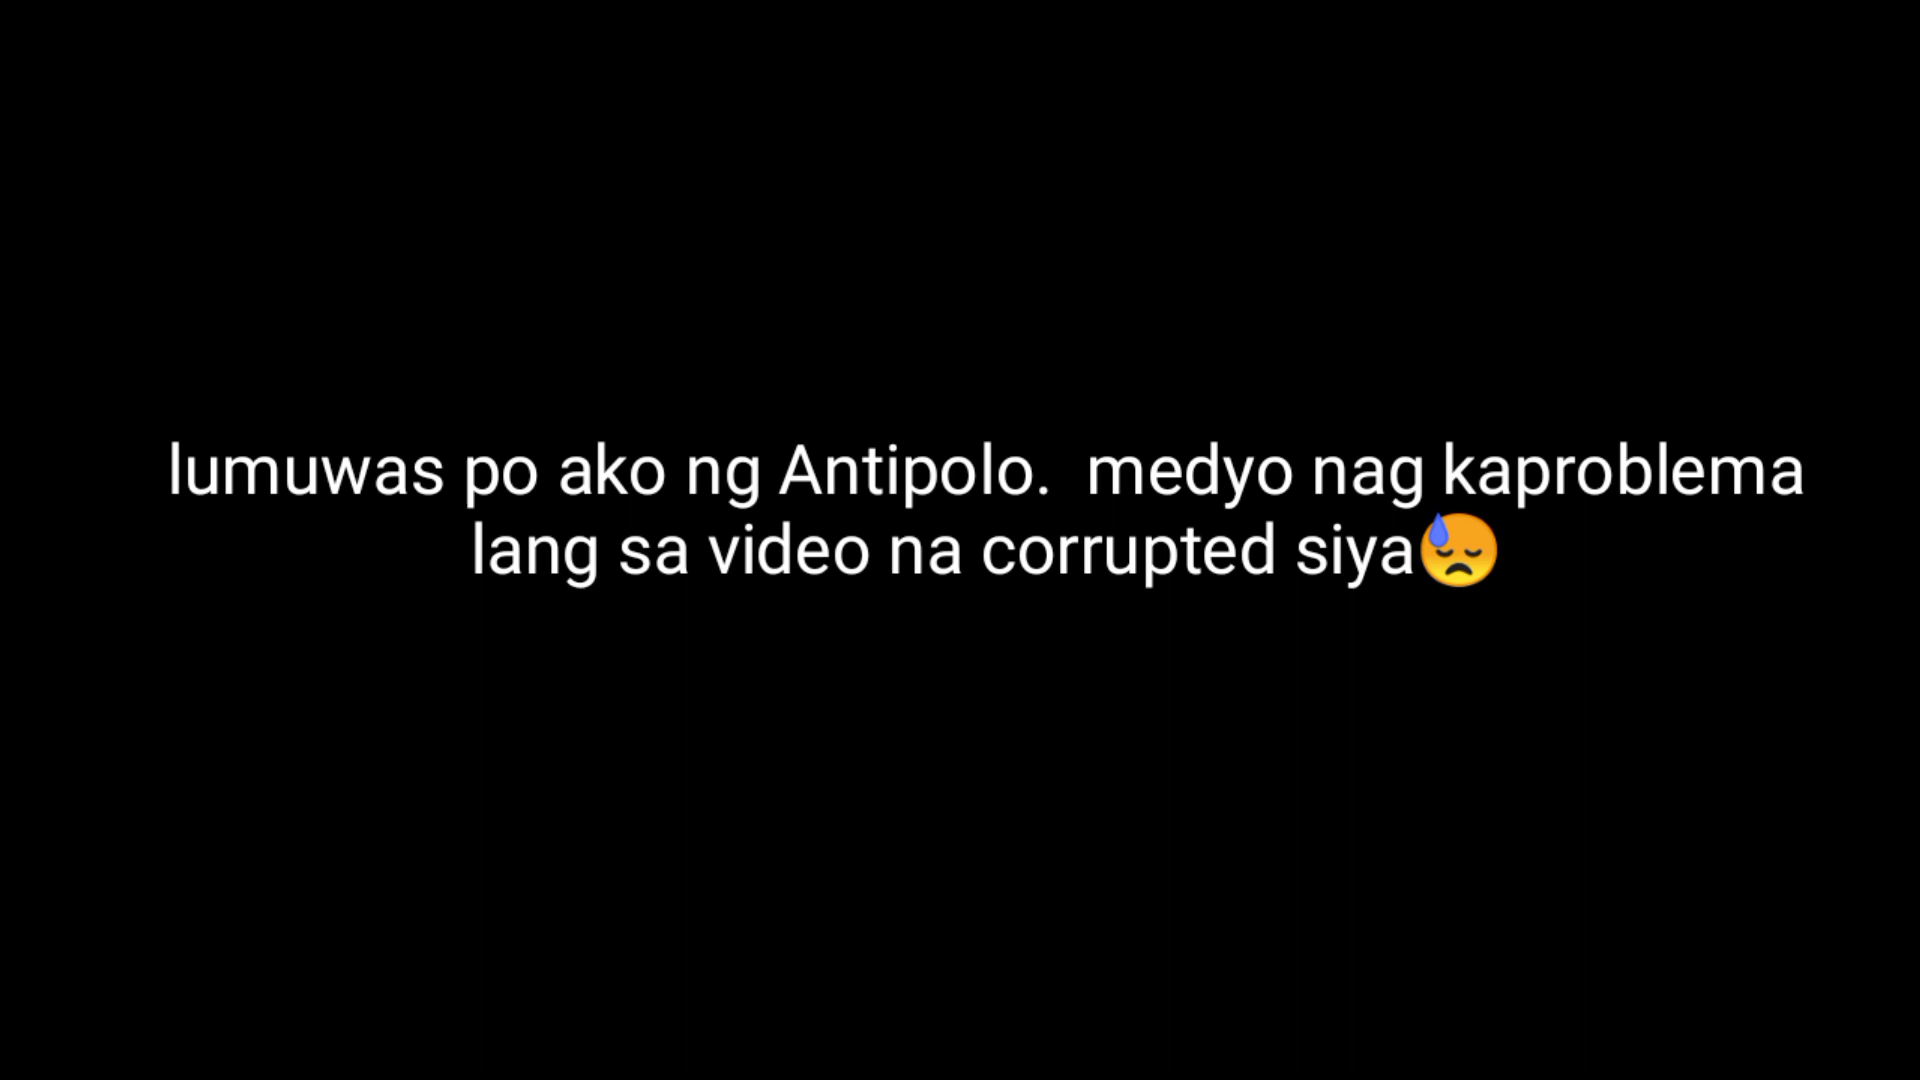 lumuwas po ako ng Antipolo.  medyo nag kaproblema
lang sa video na corrupted siya😓